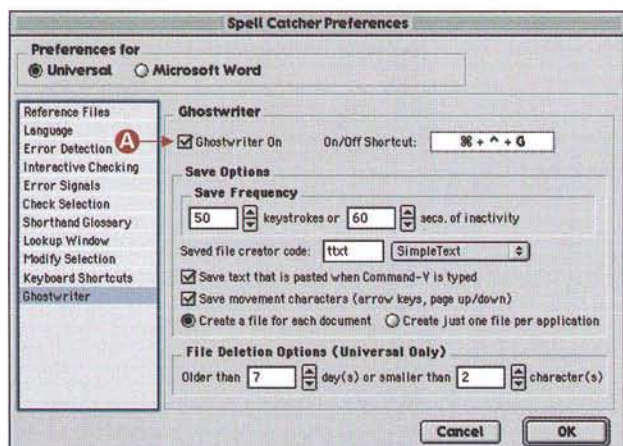 Spell Catcher Preferences
Preferences for
Universal Microsoft Word
Reference Files
Language
Error Detection
Interactive Checking
Error Signals
Check Selection
Shorthand Glossary
Lookup Window
Modify Selection
Keyboard Shortcuts
Ghostwriter
A
Ghostwriter
Ghostwriter On On/Off Shortcut: ⌘ + ^ + G
Save Options
Save Frequency
50 keystrokes or 60 secs. of inactivity
Saved file creator code: ttxt SimpleText
Save text that is pasted when Command-Y is typed
Save movement characters (arrow keys, page up/down)
Create a file for each document Create just one file per application
File Deletion Options (Universal Only)
Older than 7 day(s) or smaller than 2 character(s)
Cancel OK